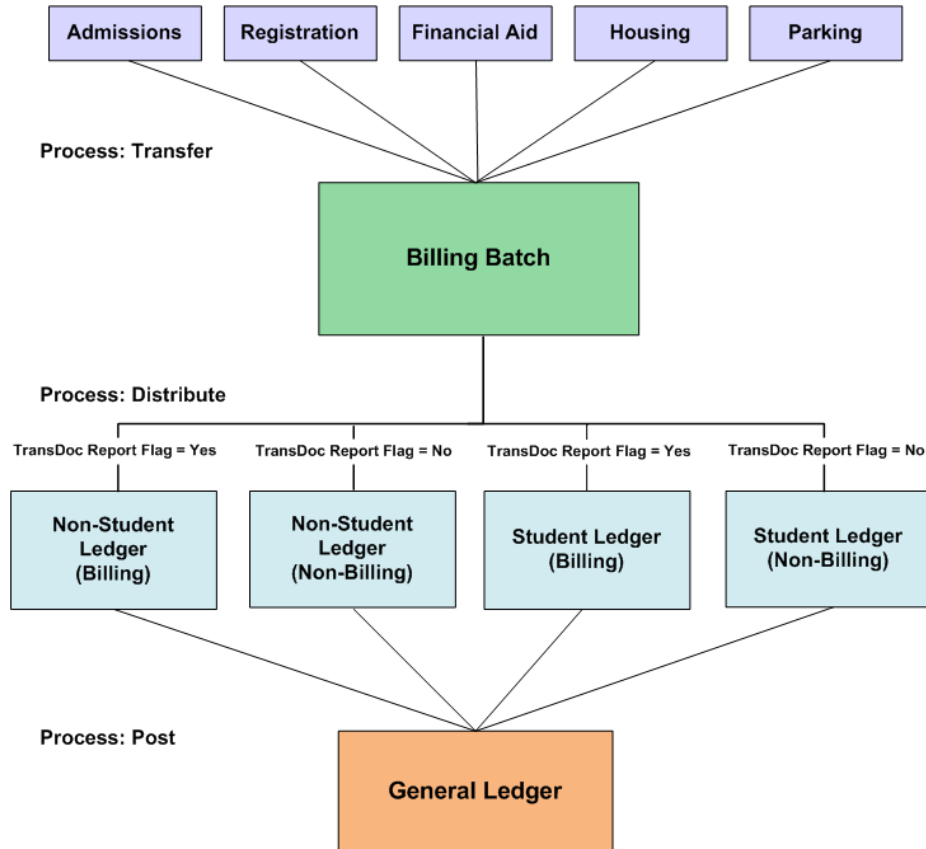 Admissions
Registration
Financial Aid
Housing
Parking
Process: Transfer
Billing Batch
Process: Distribute
TransDoc Report Flag = Yes
TransDoc Report Flag = No
TransDoc Report Flag = Yes
TransDoc Report Flag = No
Non-Student
Ledger
(Billing)
Non-Student
Ledger
(Non-Billing)
Student Ledger
(Billing)
Student Ledger
(Non-Billing)
Process: Post
General Ledger